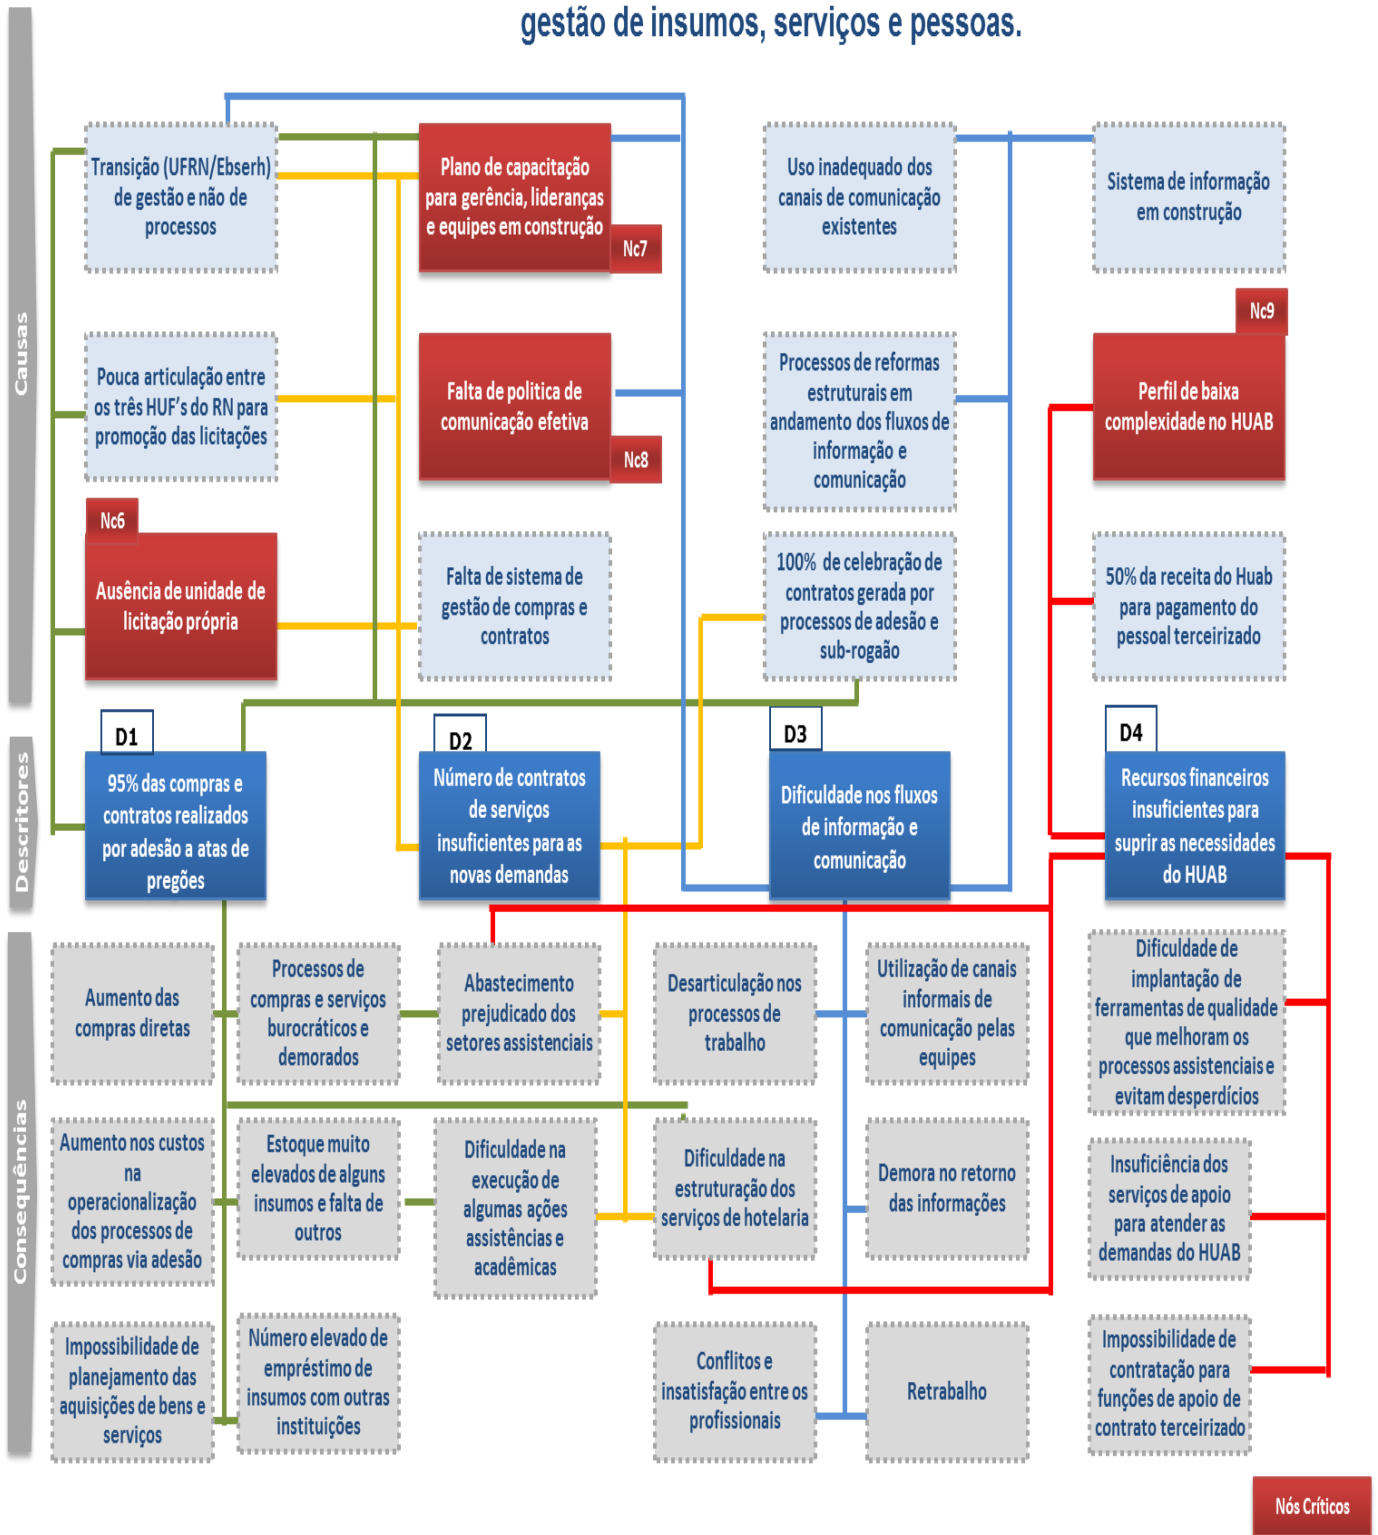 gestão de insumos, serviços e pessoas.
Causas
Transição (UFRN/Ebserh)
de gestão e não de
processos
Plano de capacitação
para gerência, lideranças
e equipes em construção
Nc7
Uso inadequado dos
canais de comunicação
existentes
Sistema de informação
em construção
Pouca articulação entre
os três HUF's do RN para
promoção das licitações
Falta de politica de
comunicação efetiva
Nc8
Processos de reformas
estruturais em
andamento dos fluxos de
informação e
comunicação
Nc9
Perfil de baixa
complexidade no HUAB
Nc6
Ausência de unidade de
licitação própria
Falta de sistema de
gestão de compras e
contratos
100% de celebração de
contratos gerada por
processos de adesão e
sub-rogaão
50% da receita do Huab
para pagamento do
pessoal terceirizado
Descritores
D1
95% das compras e
contratos realizados
por adesão a atas de
pregões
D2
Número de contratos
de serviços
insuficientes para as
novas demandas
D3
Dificuldade nos fluxos
de informação e
comunicação
D4
Recursos financeiros
insuficientes para
suprir as necessidades
do HUAB
Consequências
Aumento das
compras diretas
Processos de
compras e serviços
burocráticos e
demorados
Abastecimento
prejudicado dos
setores assistenciais
Desarticulação nos
processos de
trabalho
Utilização de canais
informais de
comunicação pelas
equipes
Dificuldade de
implantação de
ferramentas de qualidade
que melhoram os
processos assistenciais e
evitam desperdícios
Aumento nos custos
na
operacionalização
dos processos de
compras via adesão
Estoque muito
elevados de alguns
insumos e falta de
outros
Dificuldade na
execução de
algumas ações
assistências e
acadêmicas
Dificuldade na
estruturação dos
serviços de hotelaria
Demora no retorno
das informações
Insuficiência dos
serviços de apoio
para atender as
demandas do HUAB
Impossibilidade de
planejamento das
aquisições de bens e
serviços
Número elevado de
empréstimo de
insumos com outras
instituições
Conflitos e
insatisfação entre os
profissionais
Retrabalho
Impossibilidade de
contratação para
funções de apoio de
contrato terceirizado
Nós Críticos